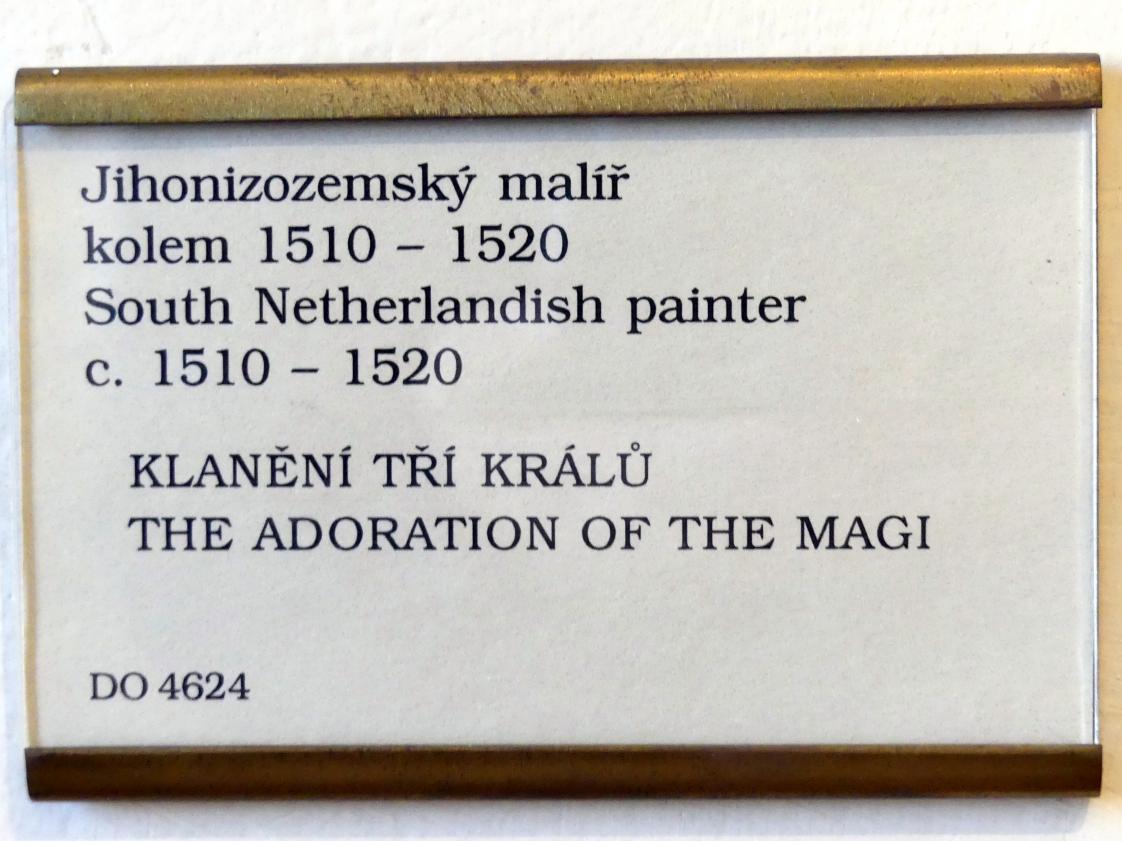 Jihonizozemský malíř
kolem 1510 – 1520
South Netherlandish painter
c. 1510 – 1520
KLANĚNÍ TŘÍ KRÁLŮ
THE ADORATION OF THE MAGI
DO 4624